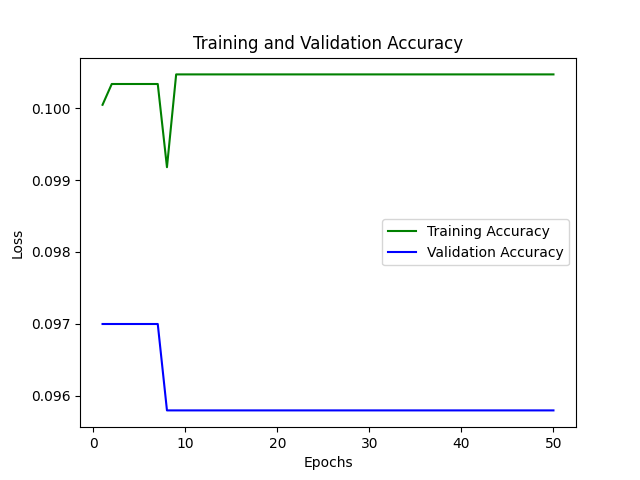 Training and Validation Accuracy
0.100
0.099
0.098
0.097
0.096
Loss
Training Accuracy
Validation Accuracy
0 10 20 30 40 50
Epochs